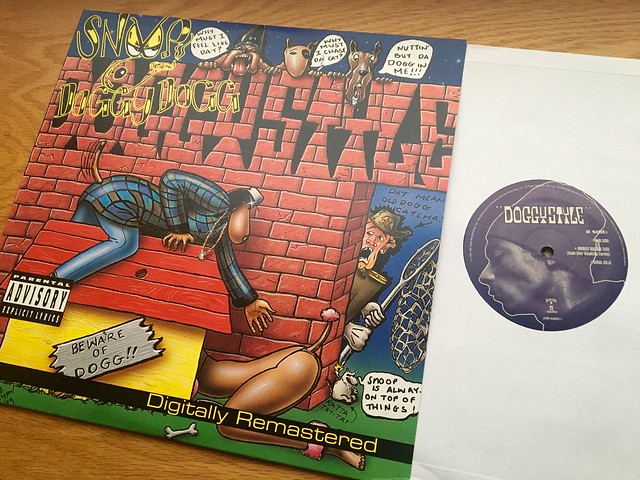 SNOOP
DOGGY DOGG
WHY
MUST I
FEEL LIKE
DAT?
WHY
MUST
I CHASE
DA CAT?
NUTTIN'
BUT DA
DOGG IN
ME!!!
DOGGYSTYLE
DAT MEAN
OLD DOGG
CATCHA!
PARENTAL
ADVISORY
EXPLICIT LYRICS
BEWARE
OF
DOGG!!
SNOOP
IS ALWAY
ON TOP OF
THINGS!
Digitally Remastered
"DOGGYSTYLE"